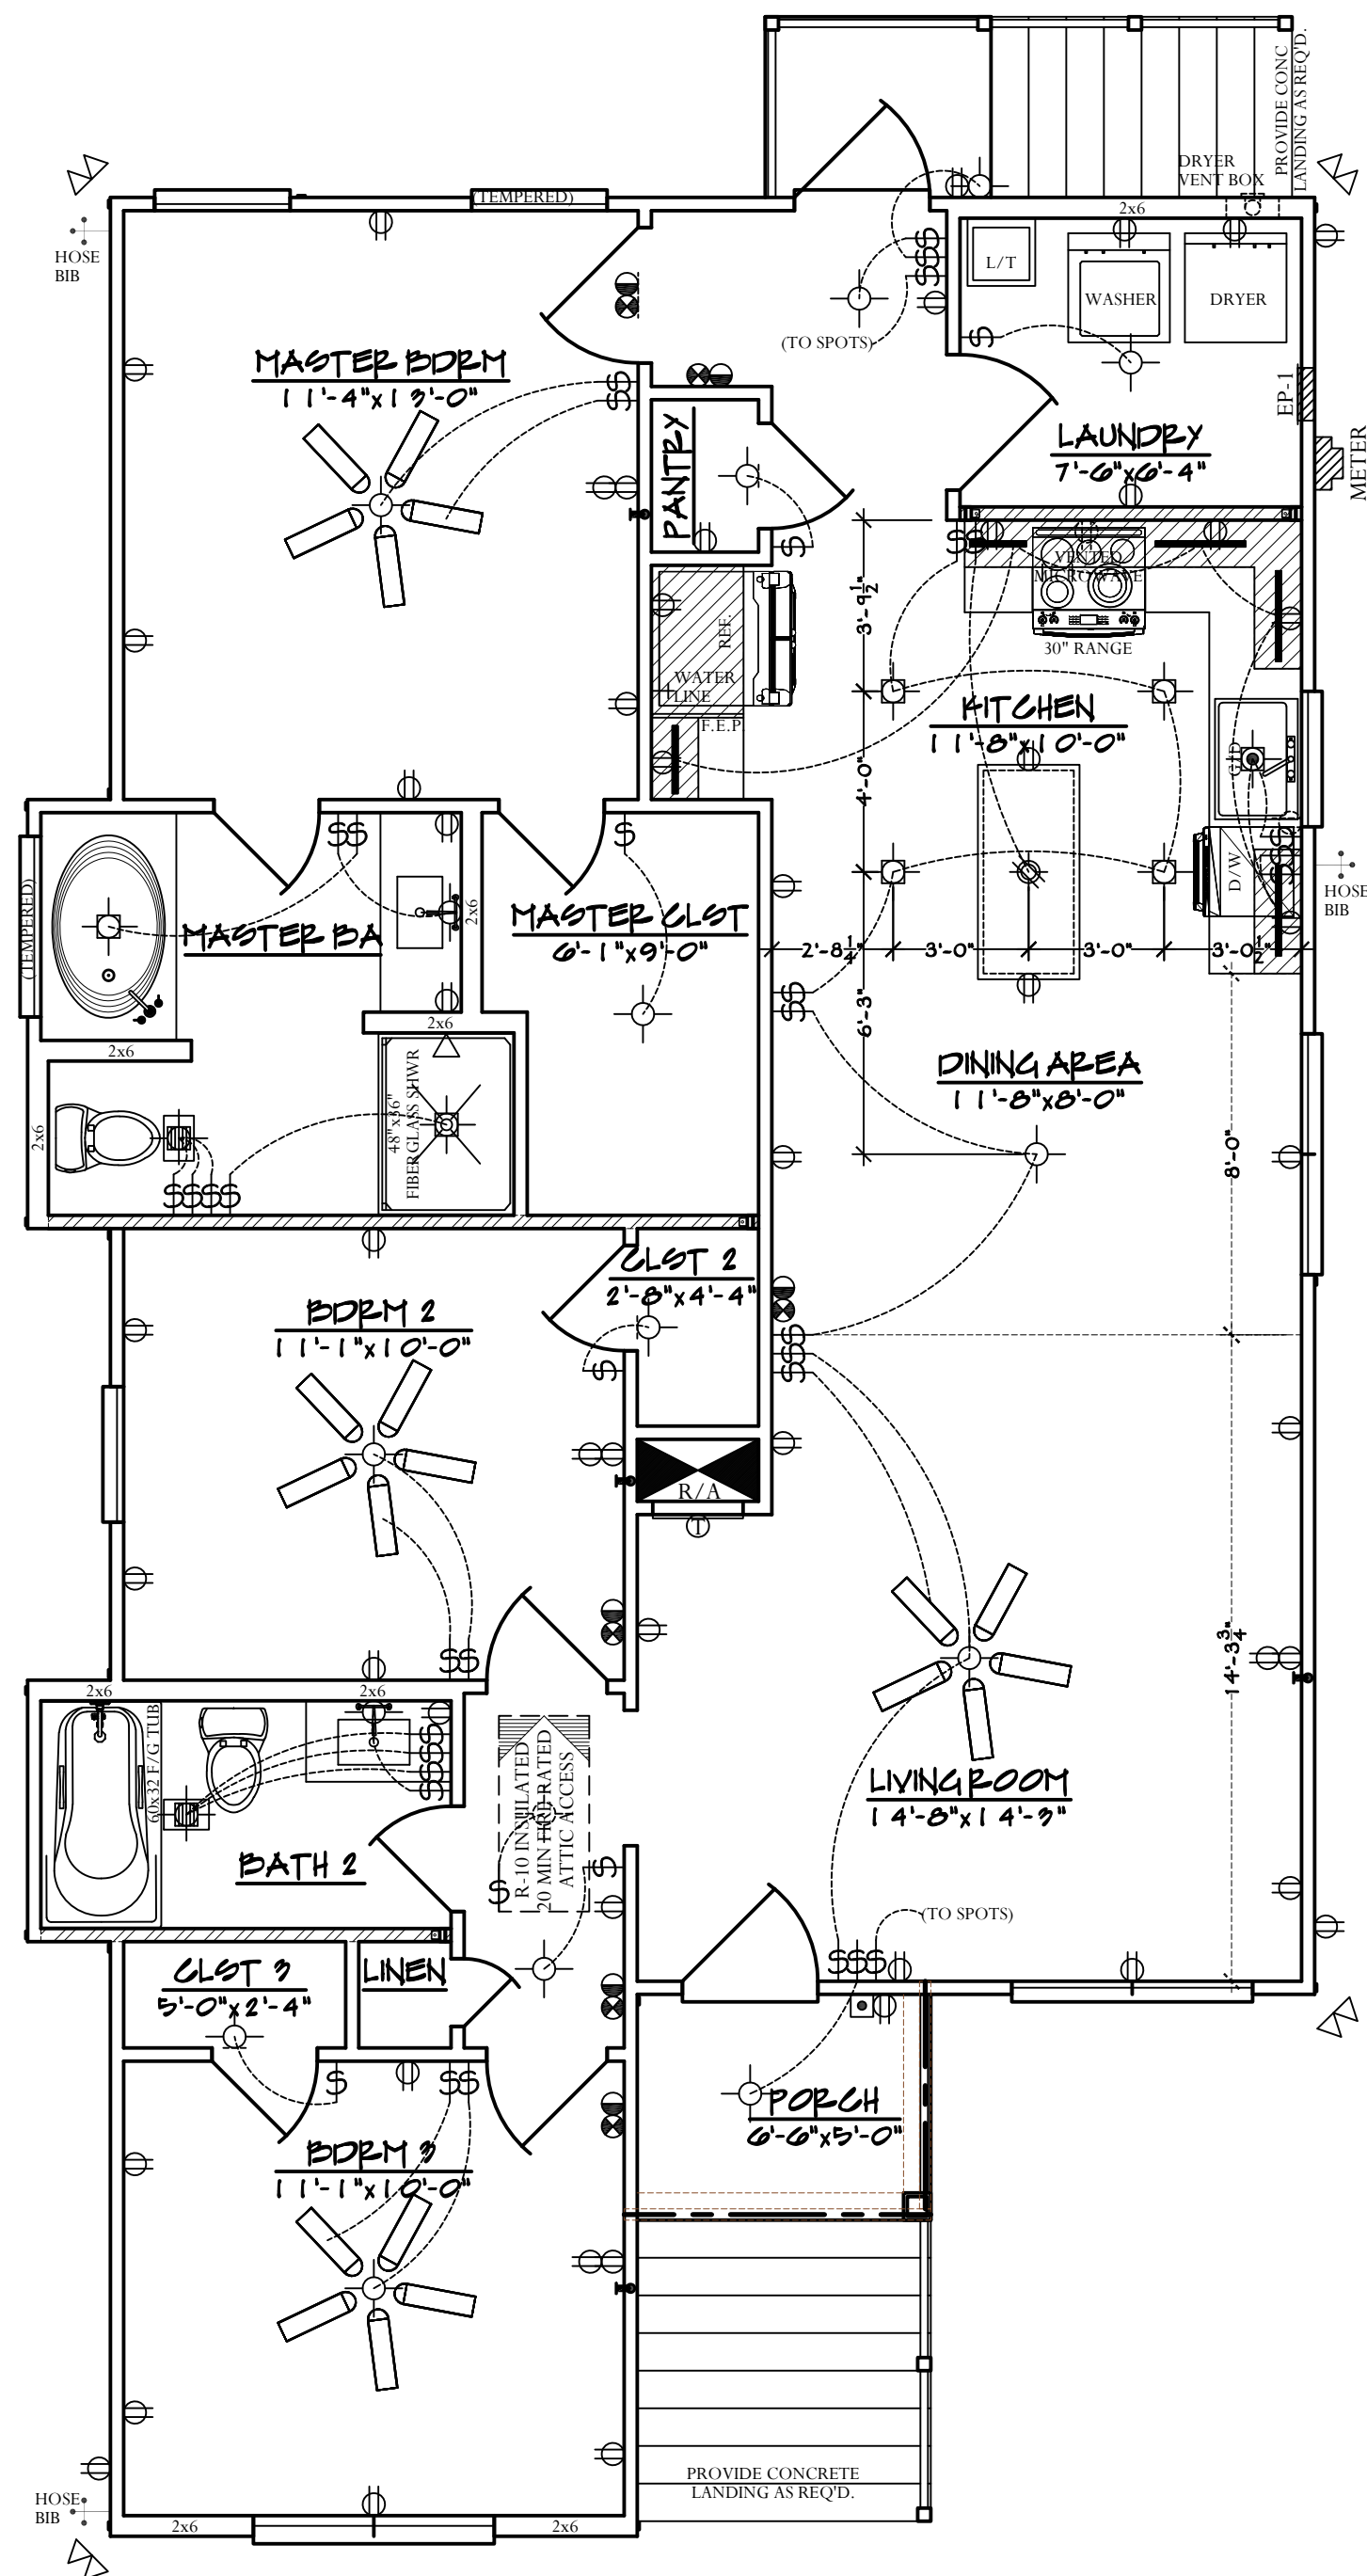 PROVIDE CONC
LANDING AS REQ'D.
DRYER
VENT BOX
(TEMPERED)
2x6
HOSE
BIB
L/T
WASHER
DRYER
(TO SPOTS)
MASTER BDRM
11'-4"x13'-0"
EP-1
METER
PANTRY
LAUNDRY
7'-6"x6'-4"
VENTED
MICROWAVE
3'-9 1/2"
REF.
30" RANGE
WATER
LINE
F.E.P.
KITCHEN
11'-8"x10'-0"
4'-0"
D/W
HOSE
BIB
(TEMPERED)
MASTER BA
2x6
MASTER CLST
6'-1"x9'-0"
2'-8 1/4"
3'-0"
3'-0"
3'-0 1/2"
6'-3"
2x6
2x6
2x6
48"x36"
FIBERGLASS SHWR
DINING AREA
11'-8"x8'-0"
8'-0"
CLST 2
2'-8"x4'-4"
BDRM 2
11'-1"x10'-0"
R/A
T
14'-3 3/4"
2x6
2x6
60x32 F/G TUB
R-10 INSULATED
20 MIN FIRE RATED
ATTIC ACCESS
LIVINGROOM
14'-8"x14'-3"
BATH 2
(TO SPOTS)
CLST 3
5'-0"x2'-4"
LINEN
PORCH
6'-6"x5'-0"
BDRM 3
11'-1"x10'-0"
PROVIDE CONCRETE
LANDING AS REQ'D.
HOSE
BIB
2x6
2x6